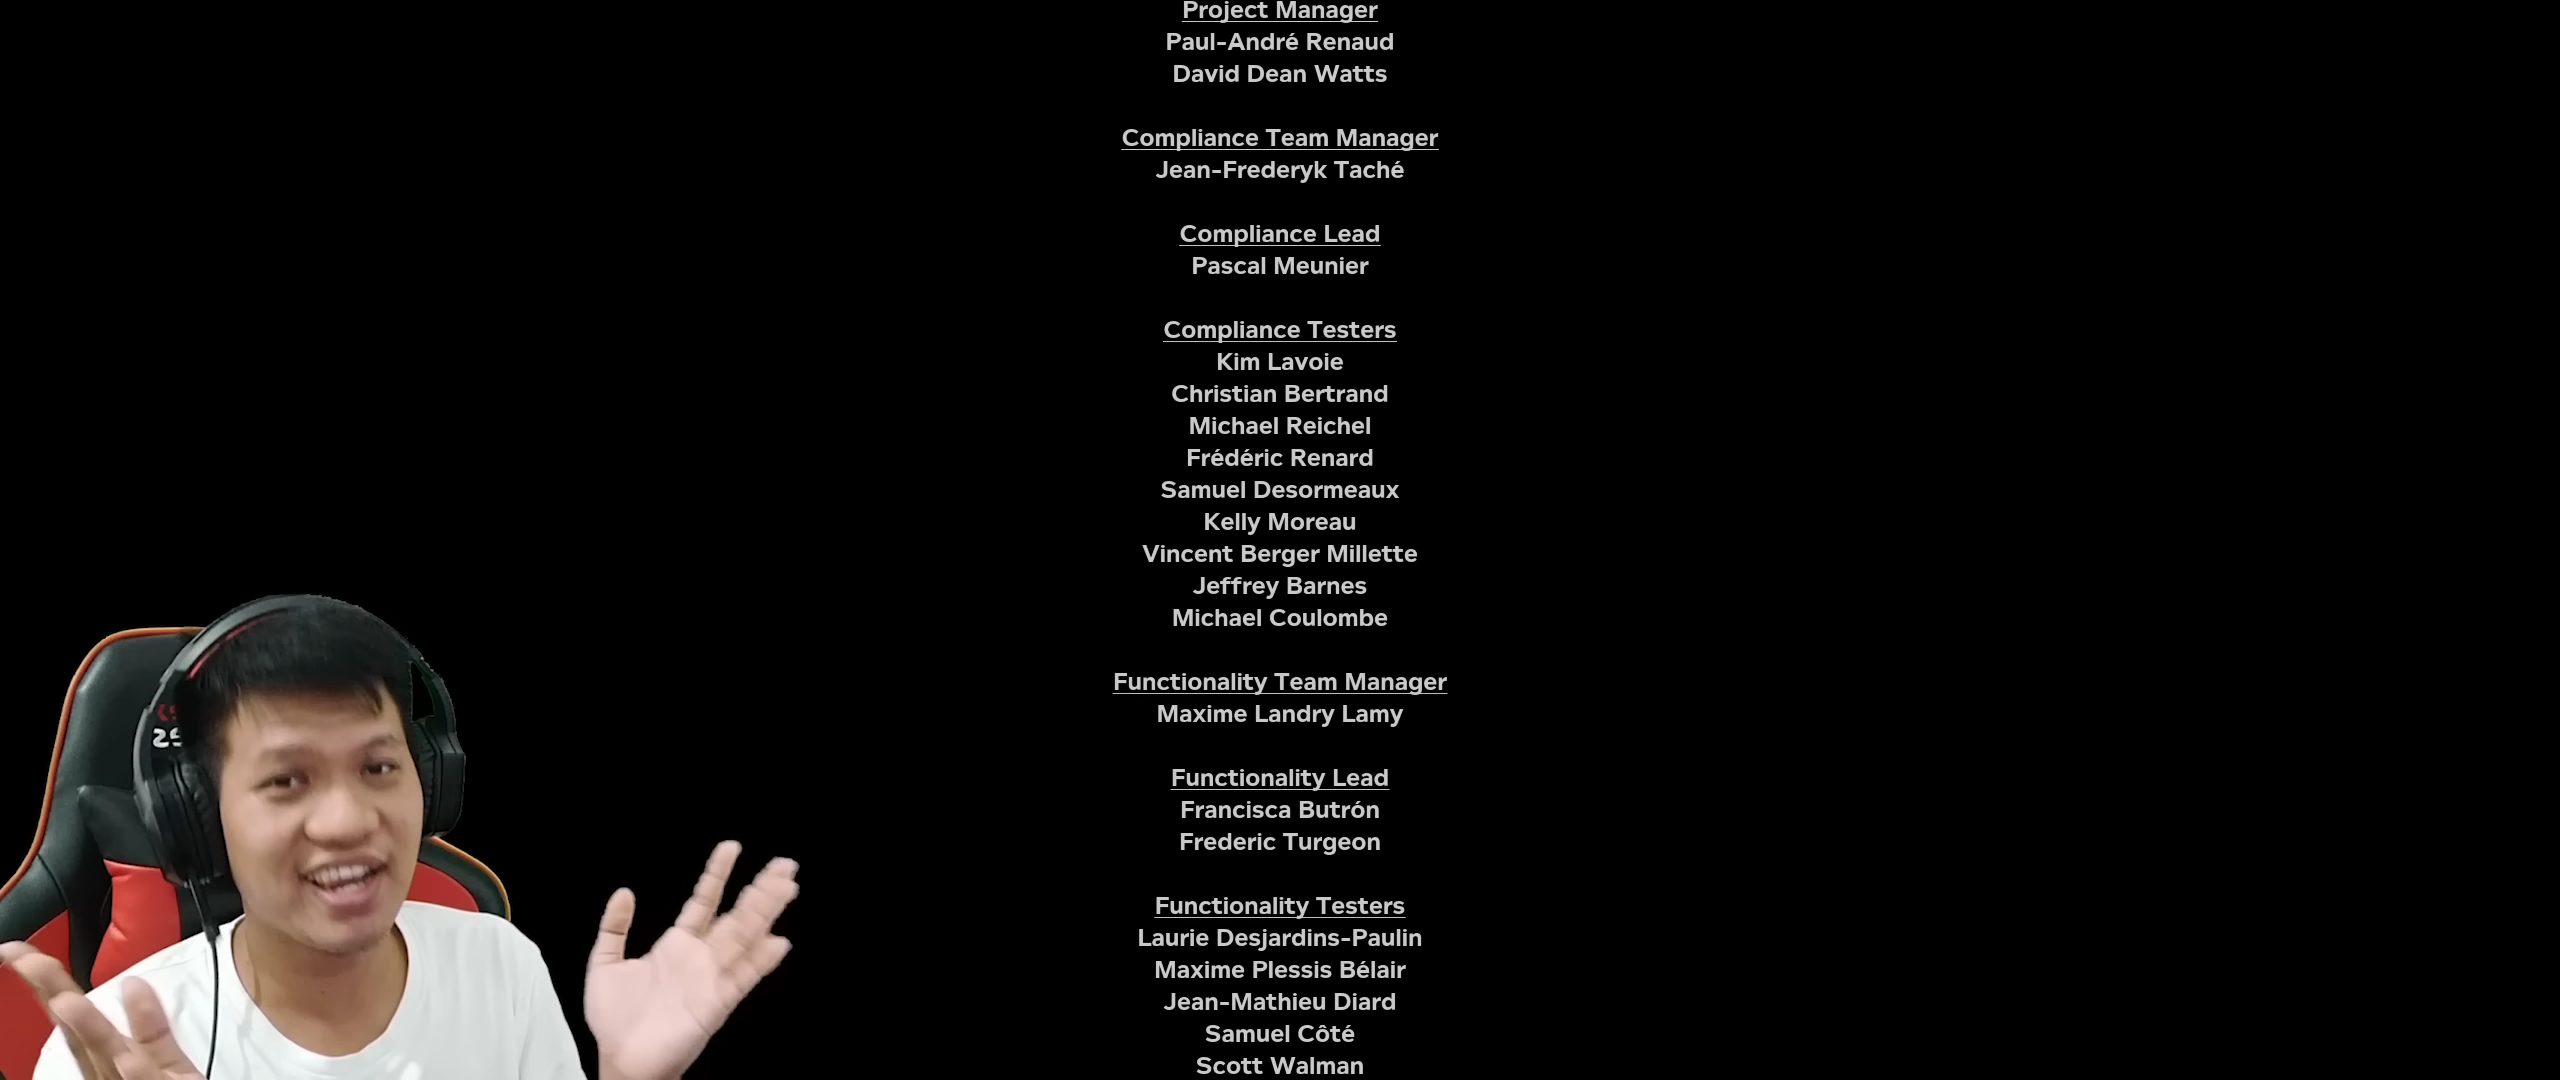 Project Manager
Paul-André Renaud
David Dean Watts
Compliance Team Manager
Jean-Frederyk Taché
Compliance Lead
Pascal Meunier
Compliance Testers
Kim Lavoie
Christian Bertrand
Michael Reichel
Frédéric Renard
Samuel Desormeaux
Kelly Moreau
Vincent Berger Millette
Jeffrey Barnes
Michael Coulombe
Functionality Team Manager
Maxime Landry Lamy
Functionality Lead
Francisca Butrón
Frederic Turgeon
Functionality Testers
Laurie Desjardins-Paulin
Maxime Plessis Bélair
Jean-Mathieu Diard
Samuel Côté
Scott Walman